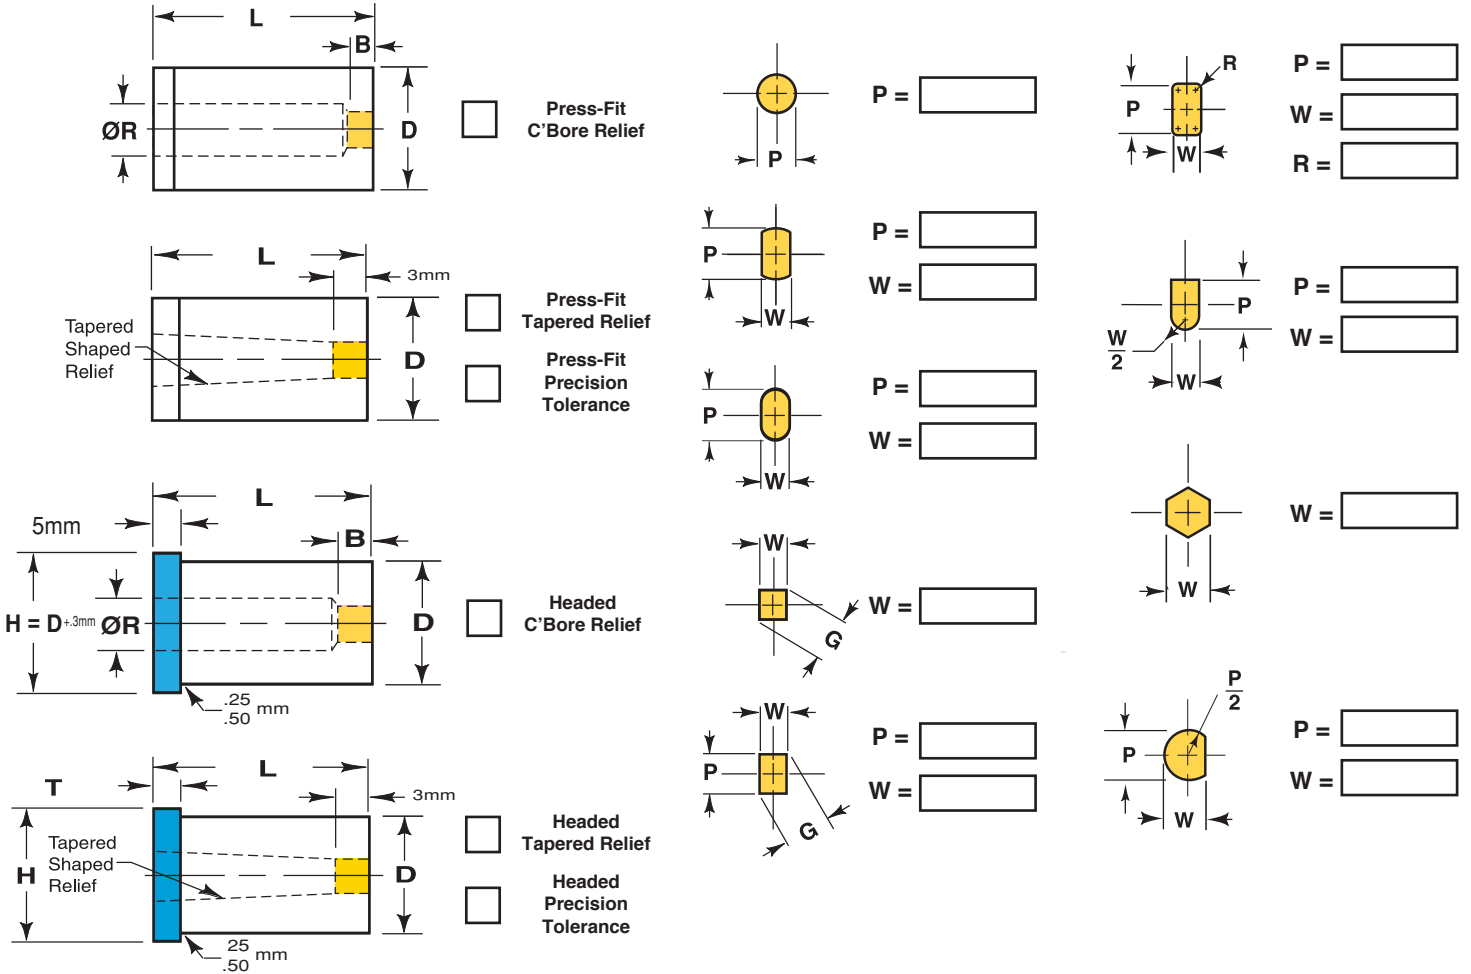 L
B
ØR
D
Press-Fit
C'Bore Relief
L
3mm
Tapered
Shaped
Relief
D
Press-Fit
Tapered Relief
Press-Fit
Precision
Tolerance
L
5mm
B
H = D+.3mm
ØR
D
.25
.50 mm
Headed
C'Bore Relief
L
T
3mm
Tapered
Shaped
Relief
H
D
.25
.50 mm
Headed
Tapered Relief
Headed
Precision
Tolerance
P
P =
P
W
P =
W =
P
W
P =
W =
W
G
W =
W
P
G
P =
W =
R
P
W
P =
W =
R =
P
W
2
W
P =
W =
W
W =
P
2
P
W
P =
W =